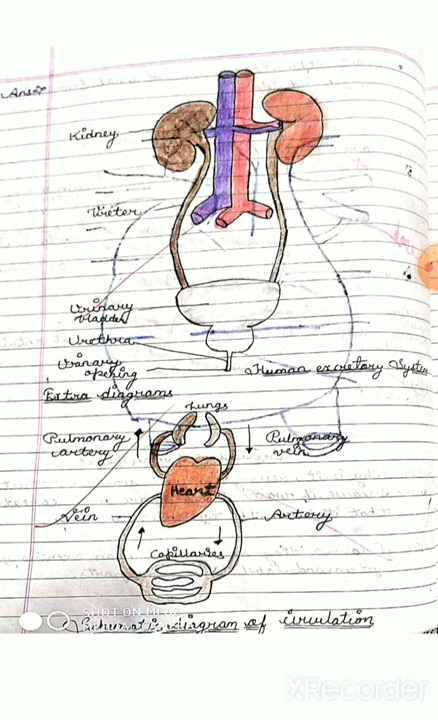 Ans7
Kidney
Ureter
Urinary
bladder
Urethra
Urinary
opening
Human excretory System
Extra diagrams
Lungs
Pulmonary
artery
Pulmonary
vein
Heart
Vein
Artery
Capillaries
SHOT ON MI
Schematic diagram of circulation
XRecorder